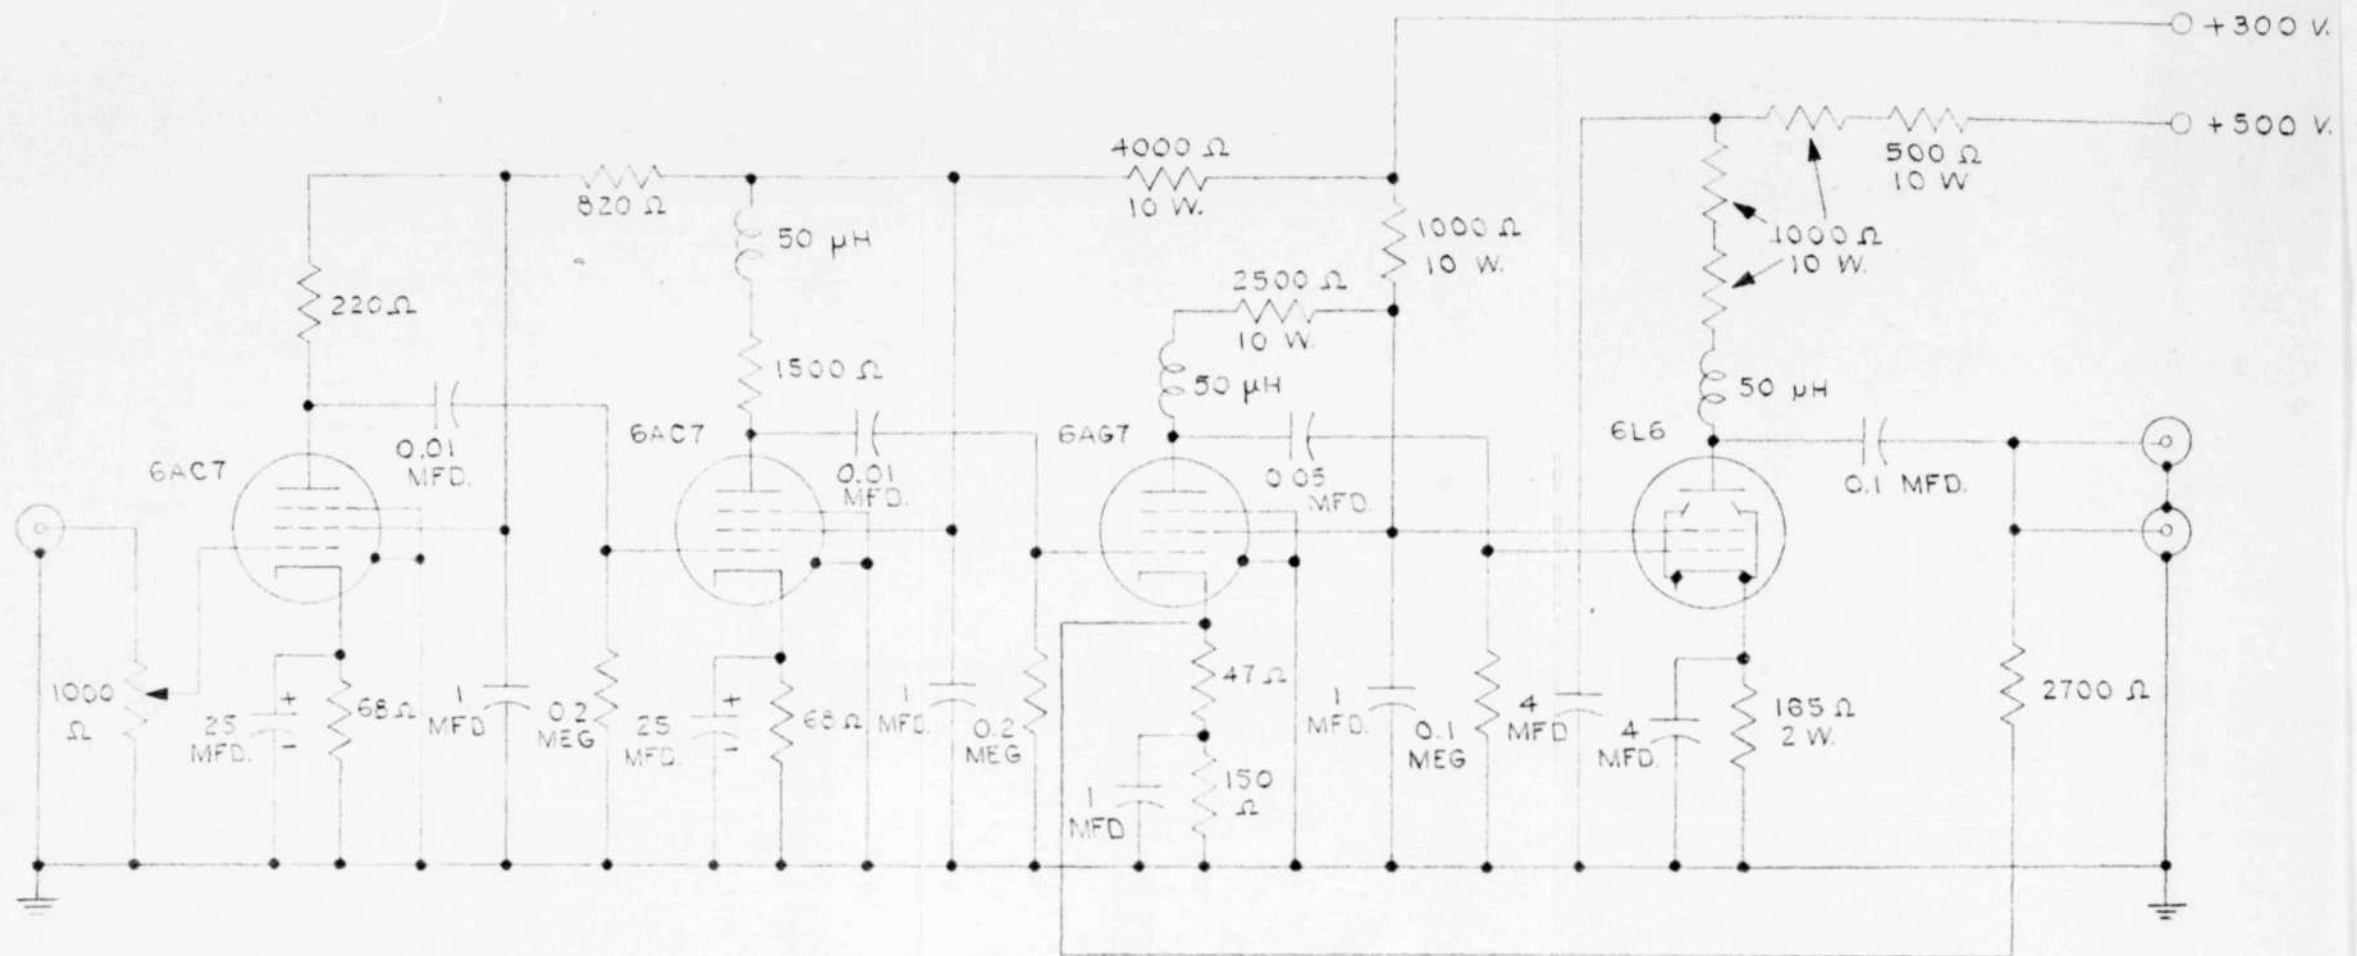 +300 V.
+500 V.
4000 Ω
10 W.
500 Ω
10 W
820 Ω
50 µH
1000 Ω
10 W.
1000 Ω
10 W.
2500 Ω
10 W.
220 Ω
1500 Ω
50 µH
50 µH
6AC7
0.01
MFD.
6AC7
0.01
MFD.
6AG7
0.05
MFD.
6L6
0.1 MFD.
1000
Ω
25
MFD.
+
−
68 Ω
1
MFD
0.2
MEG
25
MFD.
+
−
68 Ω
1
MFD.
0.2
MEG
47 Ω
1
MFD
150
Ω
1
MFD.
0.1
MEG
4
MFD
4
MFD.
185 Ω
2 W.
2700 Ω